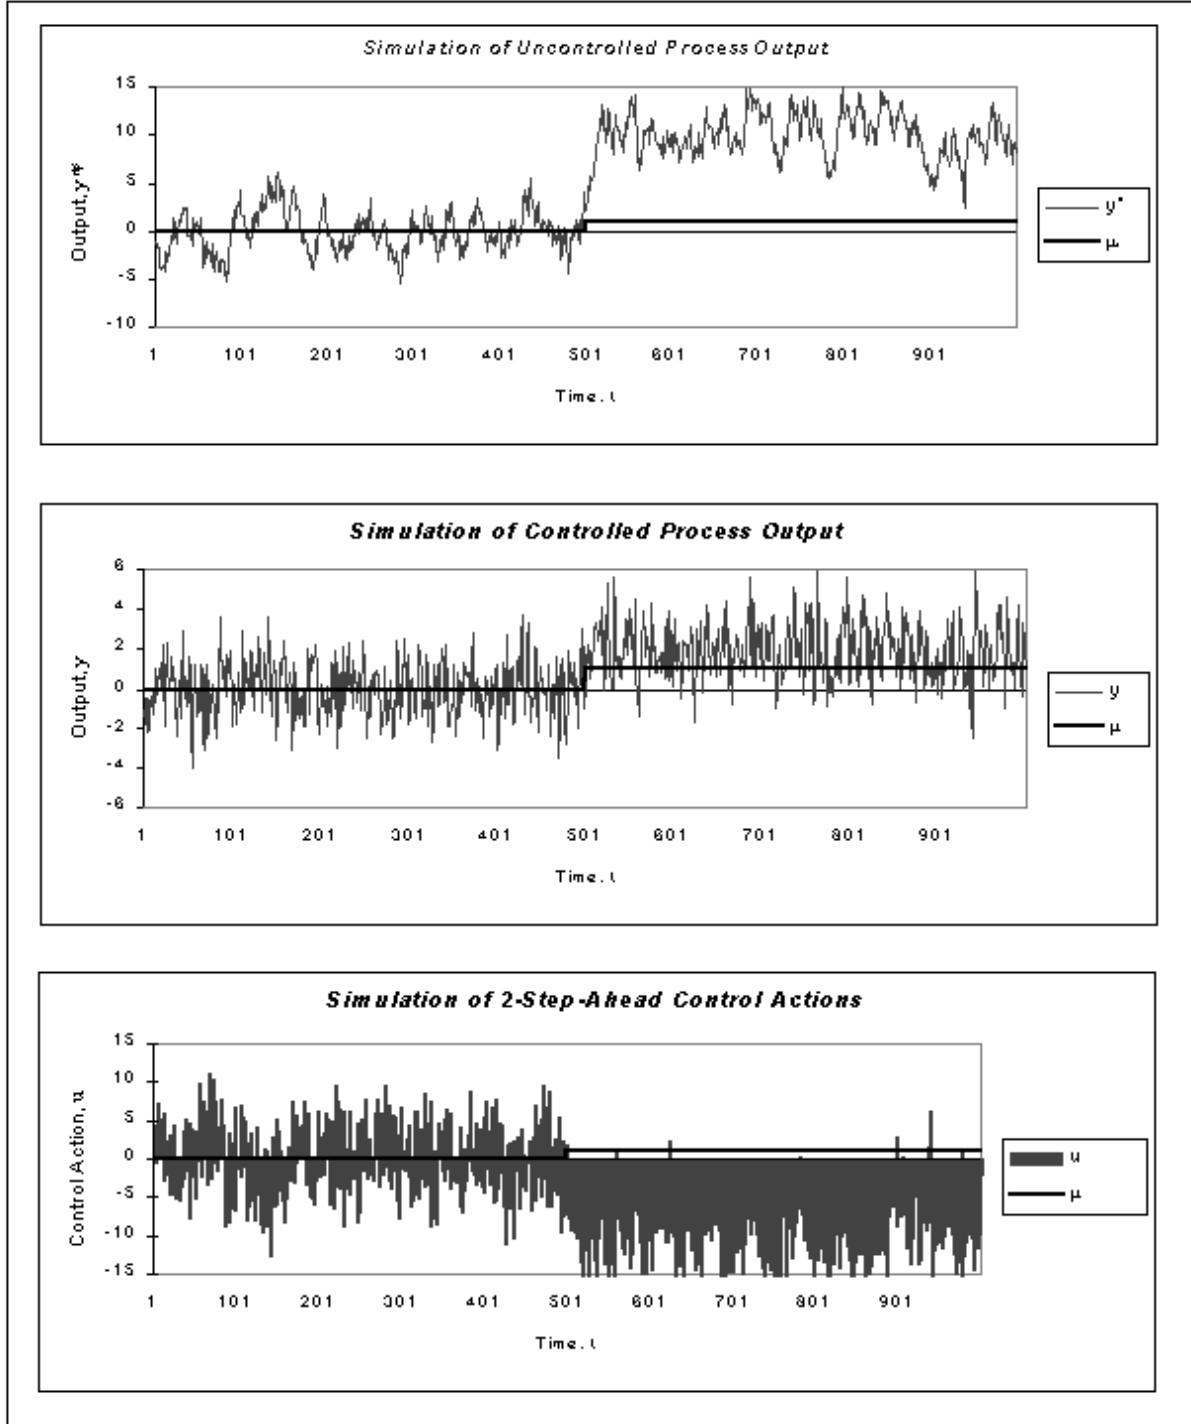 Simulation of Uncontrolled Process Output
15
10
5
0
-5
-10
Output, y*
1 101 201 301 401 501 601 701 801 901
Time, t
y*
μ
Simulation of Controlled Process Output
6
4
2
0
-2
-4
-6
Output, y
1 101 201 301 401 501 601 701 801 901
Time, t
y
μ
Simulation of 2-Step-Ahead Control Actions
15
10
5
0
-5
-10
-15
Control Action, u
1 101 201 301 401 501 601 701 801 901
Time, t
u
μ